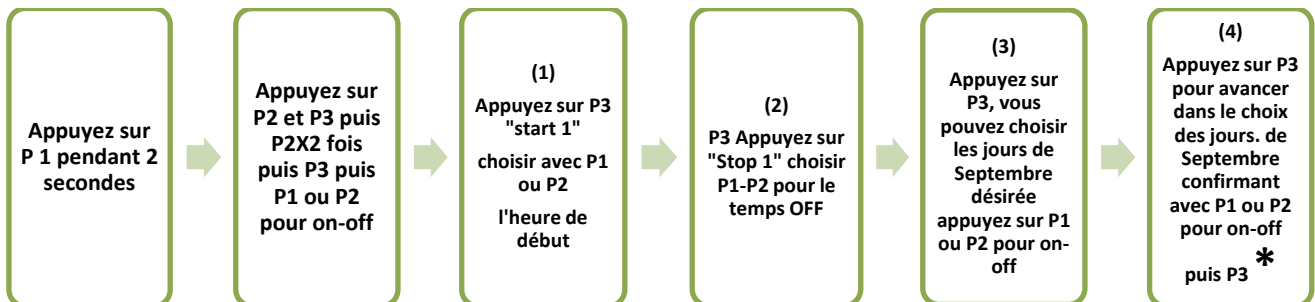 Appuyez sur
P 1 pendant 2
secondes
Appuyez sur
P2 et P3 puis
P2X2 fois
puis P3 puis
P1 ou P2
pour on-off
(1)
Appuyez sur P3
"start 1"
choisir avec P1
ou P2
l'heure de
début
(2)
P3 Appuyez sur
"Stop 1" choisir
P1-P2 pour le
temps OFF
(3)
Appuyez sur
P3, vous
pouvez choisir
les jours de
Septembre
désirée
appuyez sur P1
ou P2 pour on-
off
(4)
Appuyez sur P3
pour avancer
dans le choix
des jours. de
Septembre
confirmant
avec P1 ou P2
pour on-off
puis P3 *